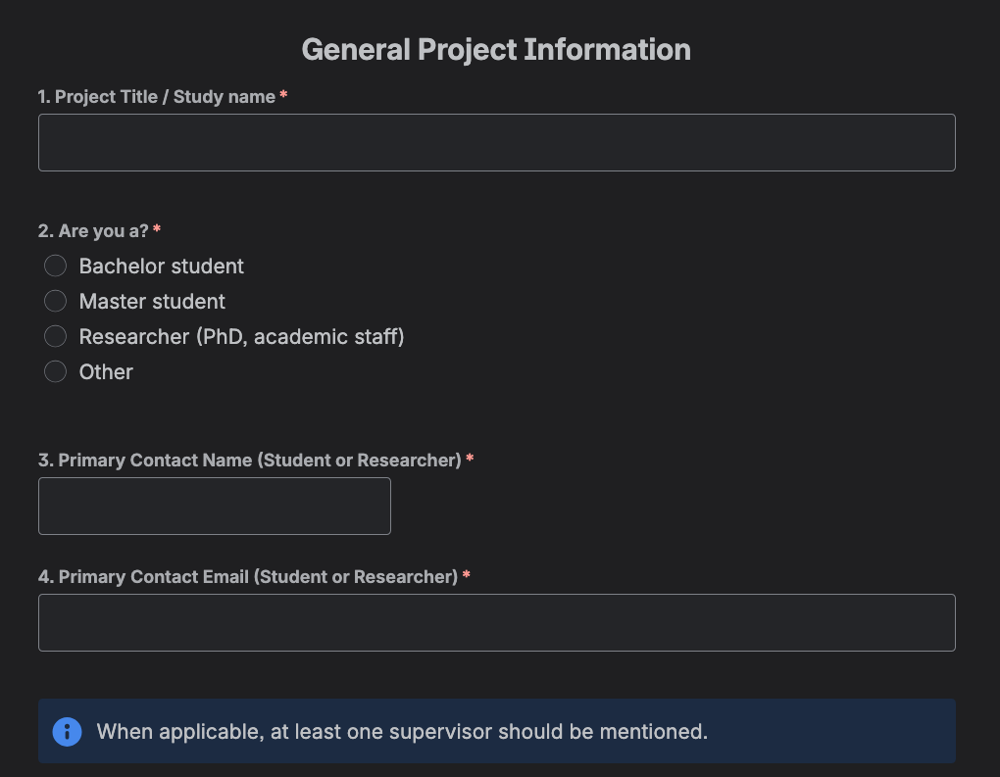 General Project Information
1. Project Title / Study name *
2. Are you a? *
Bachelor student
Master student
Researcher (PhD, academic staff)
Other
3. Primary Contact Name (Student or Researcher) *
4. Primary Contact Email (Student or Researcher) *
When applicable, at least one supervisor should be mentioned.